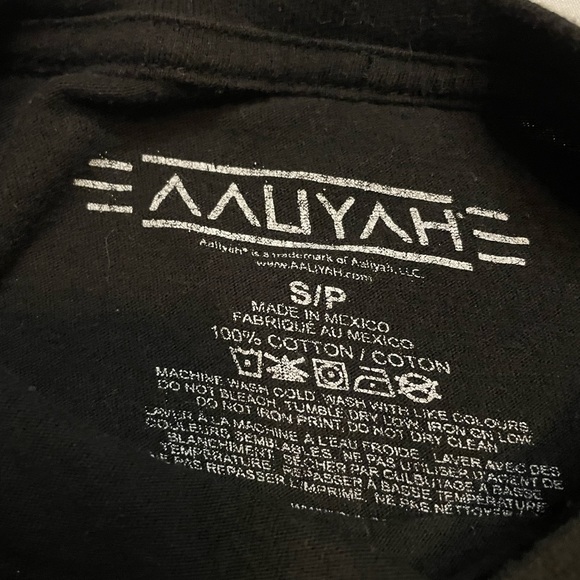 AALIYAH
Aaliyah® is a trademark of Aaliyah, LLC.
www.AALIYAH.com
S/P
MADE IN MEXICO
FABRIQUÉ AU MEXICO
100% COTTON / COTON
MACHINE WASH COLD. WASH WITH LIKE COLOURS.
DO NOT BLEACH. TUMBLE DRY LOW. IRON ON LOW.
DO NOT IRON PRINT. DO NOT DRY CLEAN
LAVER À LA MACHINE À L'EAU FROIDE. LAVER AVEC DES
COULEURS SEMBLABLES. NE PAS UTILISER AGENT DE
BLANCHIMENT. SÉCHER PAR CULBUTAGE À BASSE
TEMPÉRATURE. REPASSER À BASSE TEMPÉRATURE
NE PAS REPASSER L'IMPRIMÉ. NE PAS NETTOYER